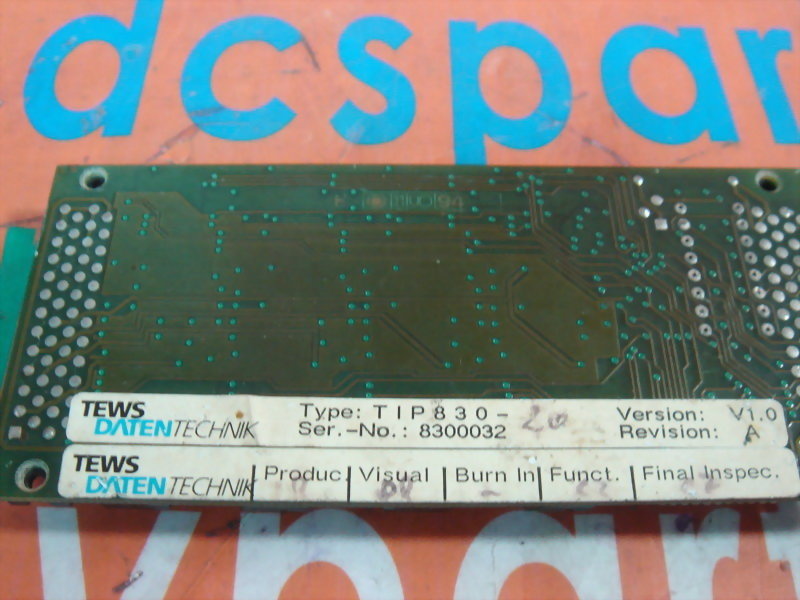 dcspar
TEWS
DATENTECHNIK
Type: TIP830-20
Ser.-No.: 8300032
Version: V1.0
Revision: A
TEWS
DATENTECHNIK
Produc. Visual Burn In Funct. Final Inspec.